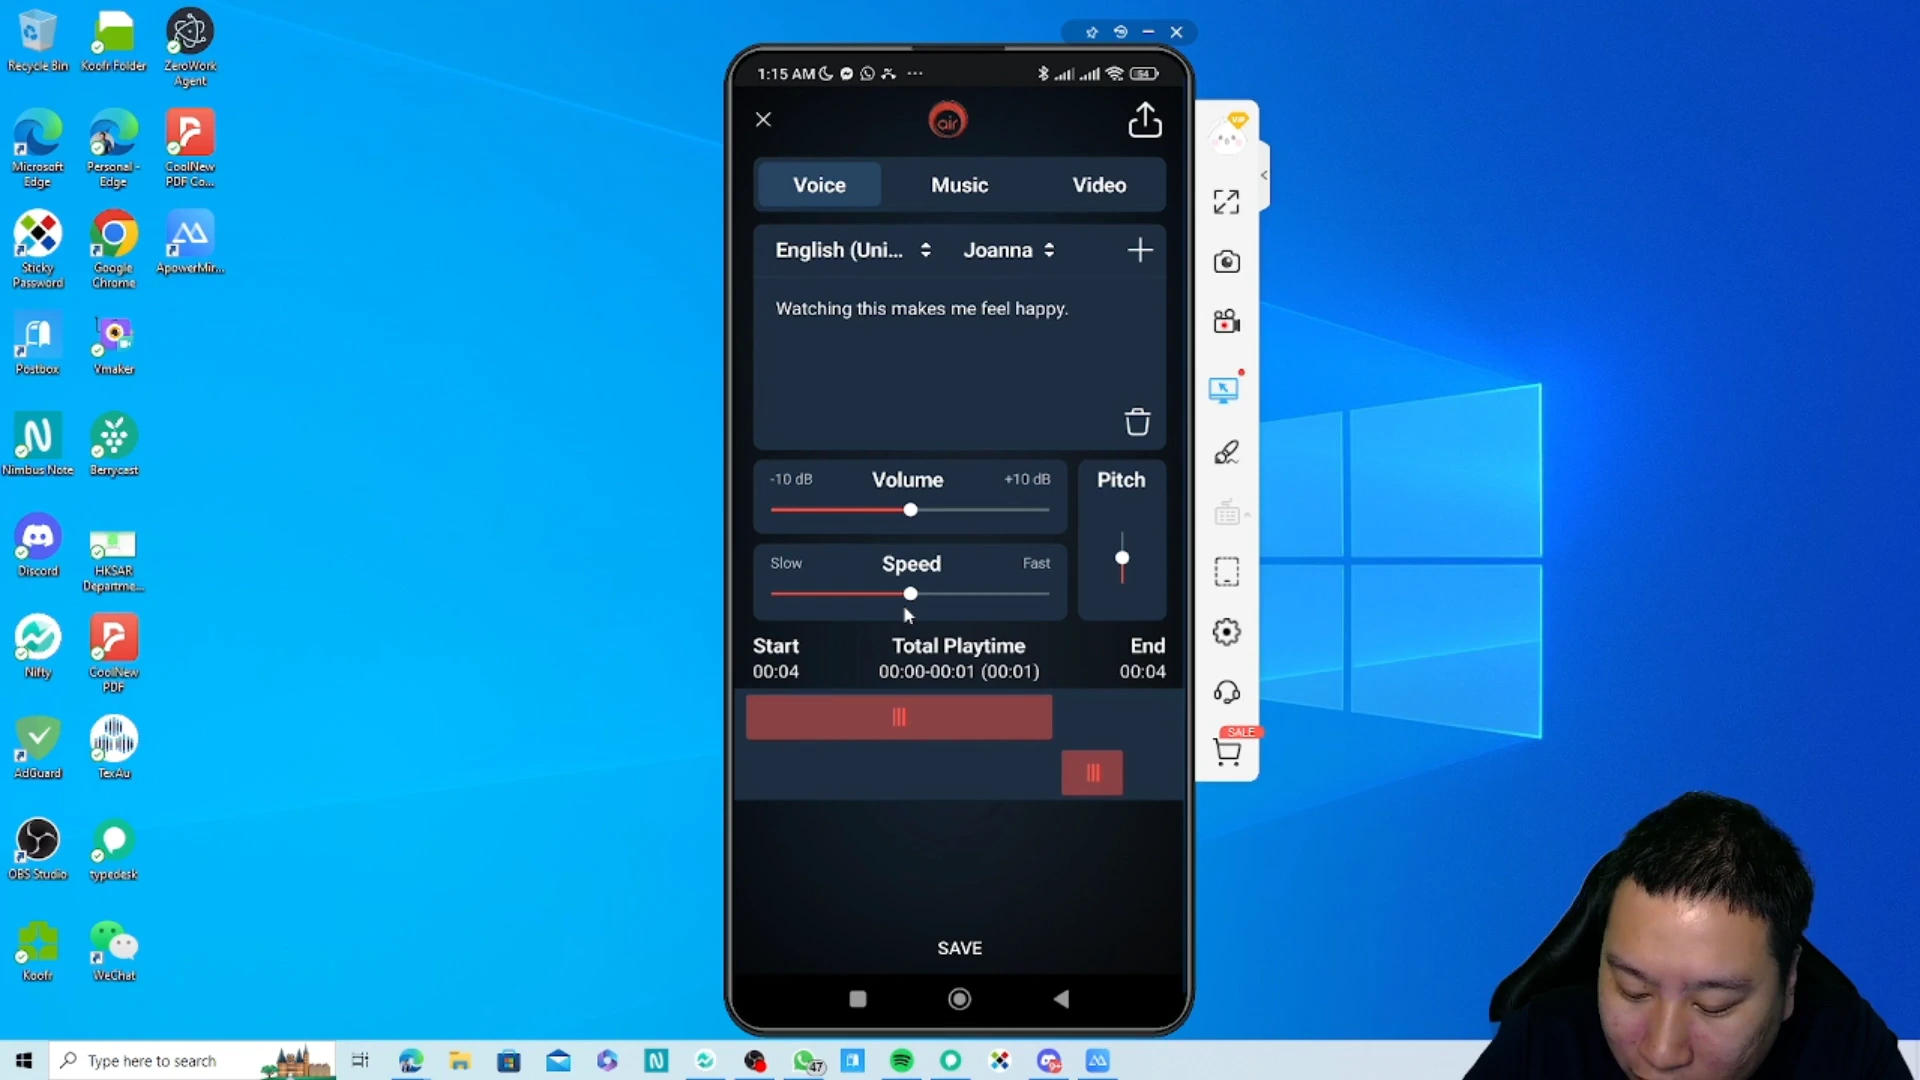 Recycle Bin
Koofr Folder
ZeroWork
Agent
Microsoft
Edge
Personal -
Edge
CoolNew
PDF Co...
Sticky
Password
Google
Chrome
ApowerMir...
Postbox
Vmaker
Nimbus Note
Berrycast
Discord
HKSAR
Departme...
Nifty
CoolNew
PDF
AdGuard
TexAu
OBS Studio
typedesk
Koofr
WeChat
1:15 AM
54
air
Voice
Music
Video
English (Uni...
Joanna
Watching this makes me feel happy.
-10 dB
Volume
+10 dB
Pitch
Slow
Speed
Fast
Start
Total Playtime
End
00:04
00:00-00:01 (00:01)
00:04
SAVE
VIP
SALE
Type here to search
47
9+